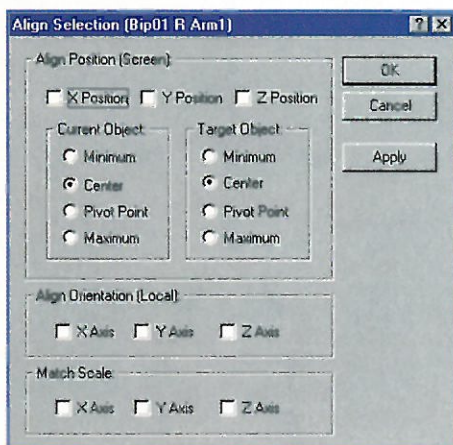 Align Selection (Bip01 R Arm1)
Align Position (Screen):
X Position Y Position Z Position
Current Object: Target Object:
Minimum Minimum
Center Center
Pivot Point Pivot Point
Maximum Maximum
OK
Cancel
Apply
Align Orientation (Local):
X Axis Y Axis Z Axis
Match Scale:
X Axis Y Axis Z Axis